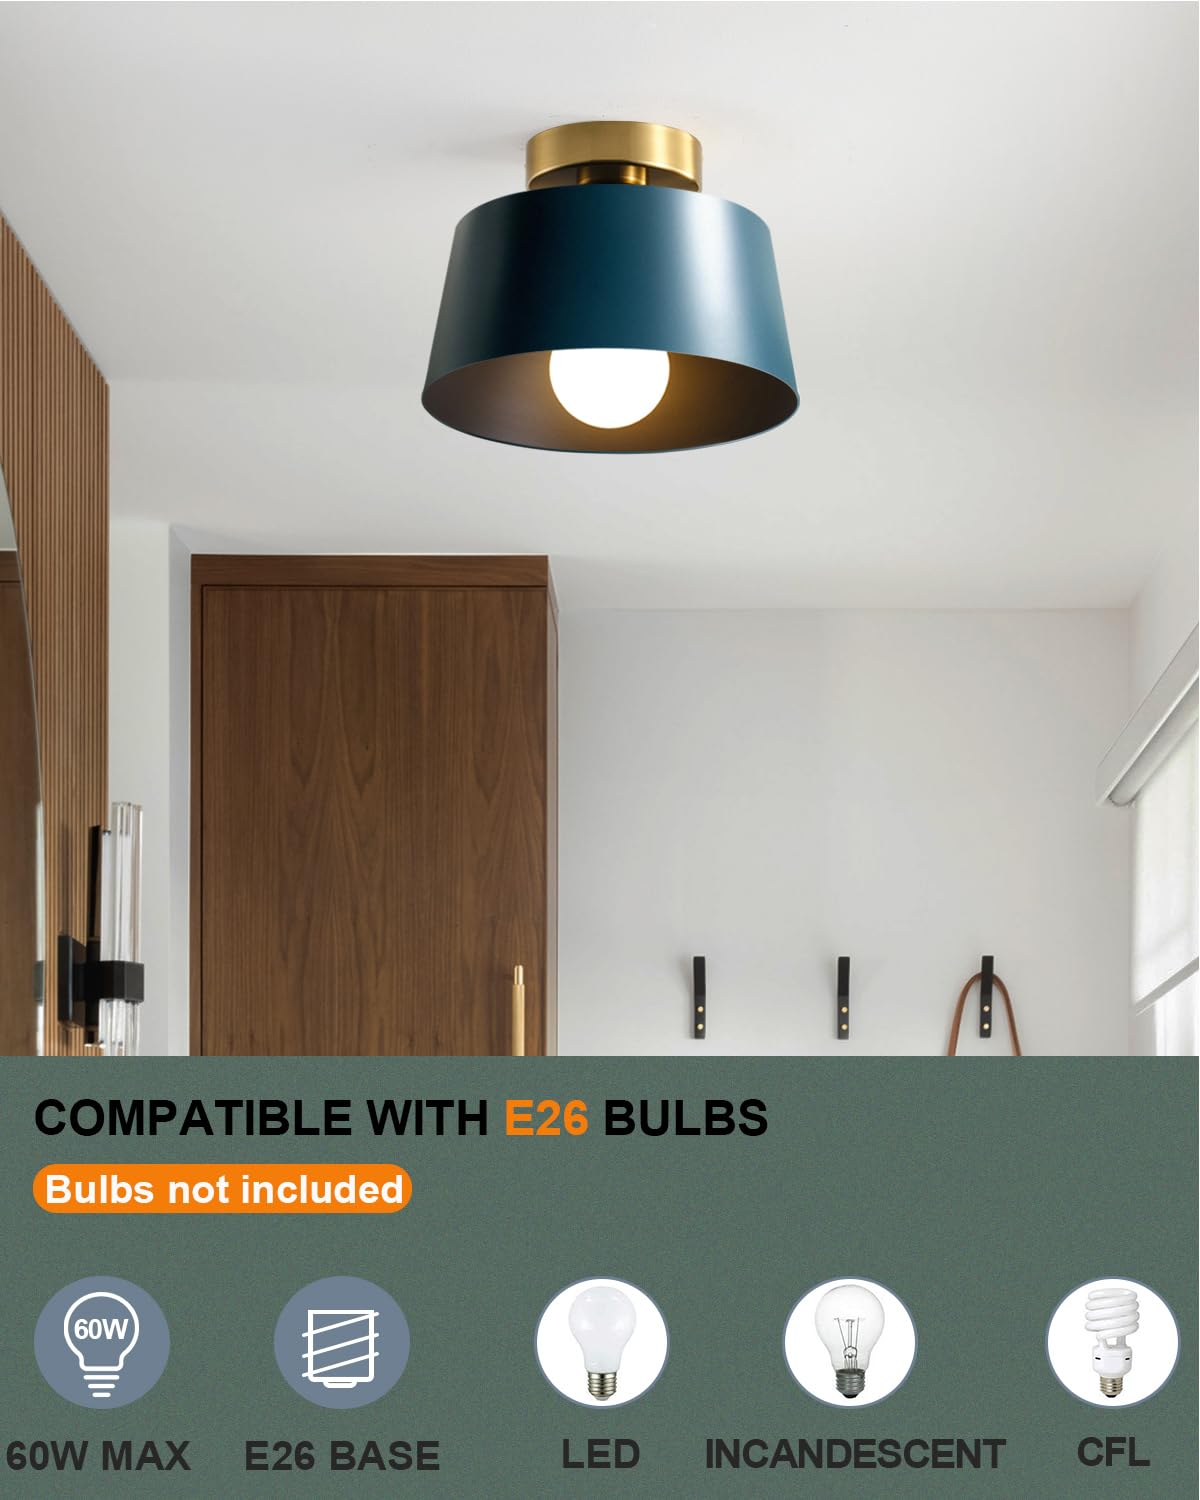 COMPATIBLE WITH E26 BULBS
Bulbs not included
60W
60W MAX
E26 BASE
LED
INCANDESCENT
CFL